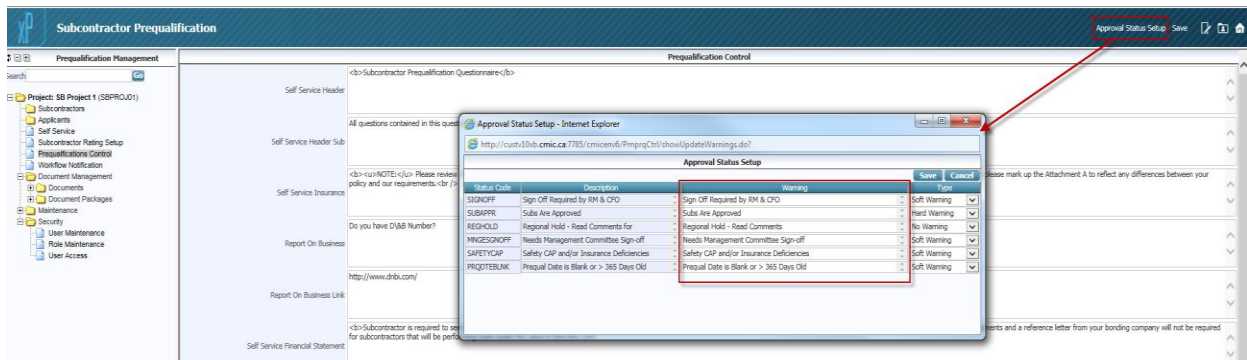 xP Subcontractor Prequalification
Approval Status Setup Save
Prequalification Management
Search Go
Project: SB Project 1 (SBPROJ01)
Subcontractors
Applicants
Self Service
Subcontractor Rating Setup
Prequalifications Control
Workflow Notification
Document Management
Documents
Document Packages
Maintenance
Security
User Maintenance
Role Maintenance
User Access
Prequalification Control
Self Service Header
<b>Subcontractor Prequalification Questionnaire</b>
Self Service Header Sub
All questions contained in this quest
Self Service Insurance
<b><u>NOTE:</u> Please review
please mark up the Attachment A to reflect any differences between your
policy and our requirements.<br />
Report On Business
Do you have D\&B Number?
Report On Business Link
http://www.dnbi.com/
Self Service Financial Statement
<b>Subcontractor is required to se
ents and a reference letter from your bonding company will not be required
for subcontractors that will be perfo
Approval Status Setup - Internet Explorer
http://custv10xb.cmic.ca:7785/cmicenv6/PmprqCtrl/showUpdateWarnings.do?
Approval Status Setup
Save Cancel
Status Code Description Warning Type
SIGNOFF Sign Off Required by RM & CFO Sign Off Required by RM & CFO Soft Warning
SUBAPPR Subs Are Approved Subs Are Approved Hard Warning
REGHOLD Regional Hold - Read Comments for Regional Hold - Read Comments No Warning
MNGESGNOFF Needs Management Committee Sign-off Needs Management Committee Sign-off Soft Warning
SAFETYCAP Safety CAP and/or Insurance Deficiencies Safety CAP and/or Insurance Deficiencies Soft Warning
PRQDTEBLNK Prequal Date is Blank or > 365 Days Old Prequal Date is Blank or > 365 Days Old Soft Warning